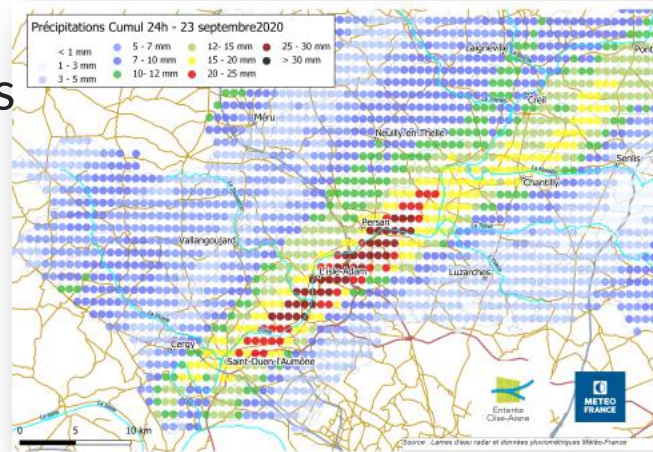 s
Précipitations Cumul 24h - 23 septembre2020
< 1 mm
1 - 3 mm
3 - 5 mm
5 - 7 mm
7 - 10 mm
10- 12 mm
12- 15 mm
15 - 20 mm
20 - 25 mm
25 - 30 mm
> 30 mm
Laigneville
Pont
Creil
Méru
Neuilly-en-Thelle
Senlis
Chantilly
Persan
Vallangoujard
L'Isle-Adam
Luzarches
Cergy
Saint-Ouen-l'Aumône
Entente
Oise-Aisne
METEO
FRANCE
0 5 10 km
Source : Lames d'eau radar et données pluviométriques Météo-France